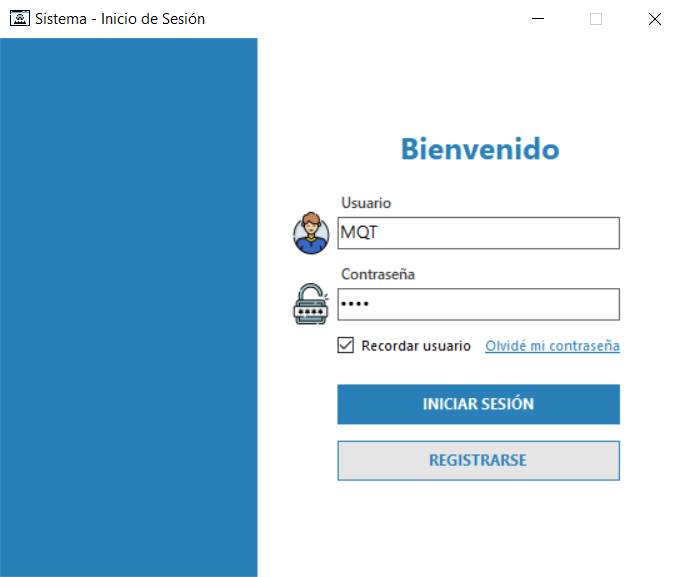 Sistema - Inicio de Sesión
Bienvenido
Usuario
MQT
Contraseña
••••
Recordar usuario Olvidé mi contraseña
INICIAR SESIÓN
REGISTRARSE